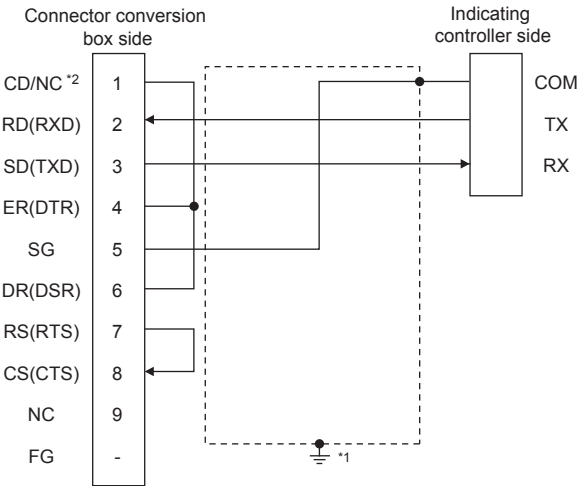 Connector conversion
box side
Indicating
controller side
CD/NC *2 1 COM
RD(RXD) 2 TX
SD(TXD) 3 RX
ER(DTR) 4
SG 5
DR(DSR) 6
RS(RTS) 7
CS(CTS) 8
NC 9
FG -
*1